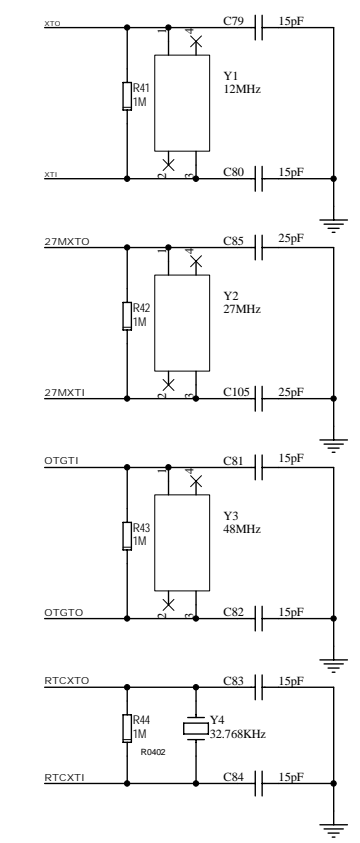 XTO
C79 15pF
1 4
R41
1M
Y1
12MHz
2 3
XTI
C80 15pF
27MXTO
C85 25pF
1 4
R42
1M
Y2
27MHz
2 3
27MXTI
C105 25pF
OTGTI
C81 15pF
1 4
R43
1M
Y3
48MHz
2 3
OTGTO
C82 15pF
RTCXTO
C83 15pF
R44
1M
R0402
Y4
32.768KHz
RTCXTI
C84 15pF